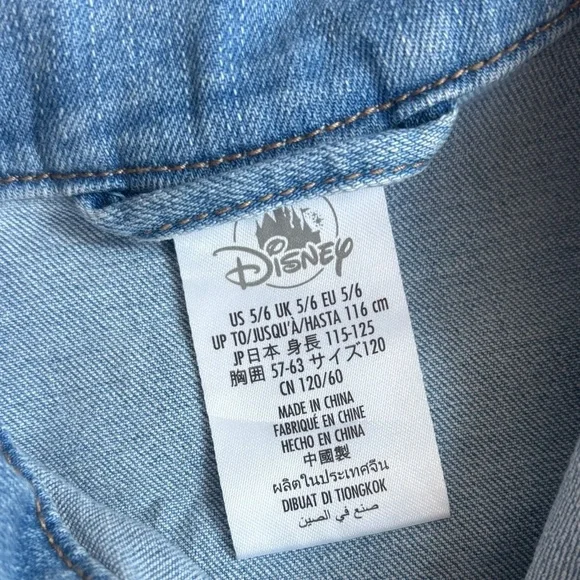 Disney
US 5/6 UK 5/6 EU 5/6
UP TO/JUSQU'À/HASTA 116 cm
JP日本 身長 115-125
胸囲 57-63 サイズ120
CN 120/60
MADE IN CHINA
FABRIQUÉ EN CHINE
HECHO EN CHINA
中國製
ผลิตในประเทศจีน
DIBUAT DI TIONGKOK
صنع في الصين